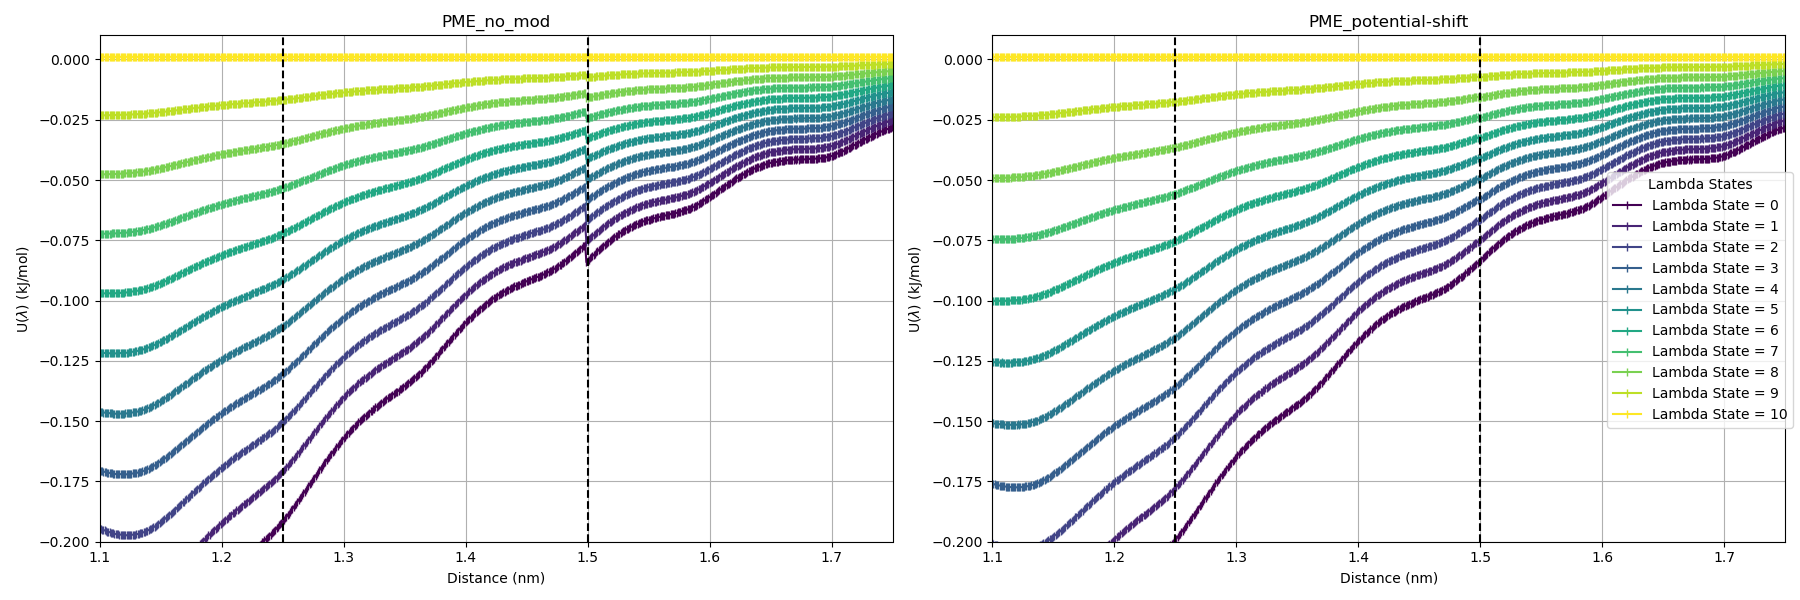 PME_no_mod
0.000
−0.025
−0.050
−0.075
−0.100
−0.125
−0.150
−0.175
−0.200
U(λ) (kJ/mol)
1.1 1.2 1.3 1.4 1.5 1.6 1.7
Distance (nm)
PME_potential-shift
0.000
−0.025
−0.050
−0.075
−0.100
−0.125
−0.150
−0.175
−0.200
U(λ) (kJ/mol)
1.1 1.2 1.3 1.4 1.5 1.6 1.7
Distance (nm)
Lambda States
Lambda State = 0
Lambda State = 1
Lambda State = 2
Lambda State = 3
Lambda State = 4
Lambda State = 5
Lambda State = 6
Lambda State = 7
Lambda State = 8
Lambda State = 9
Lambda State = 10